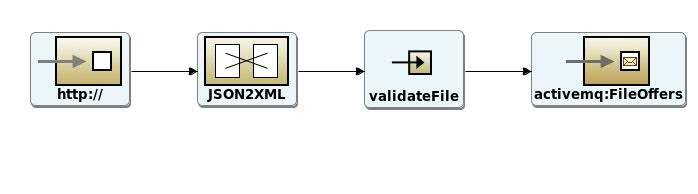 http://
JSON2XML
validateFile
activemq:FileOffers